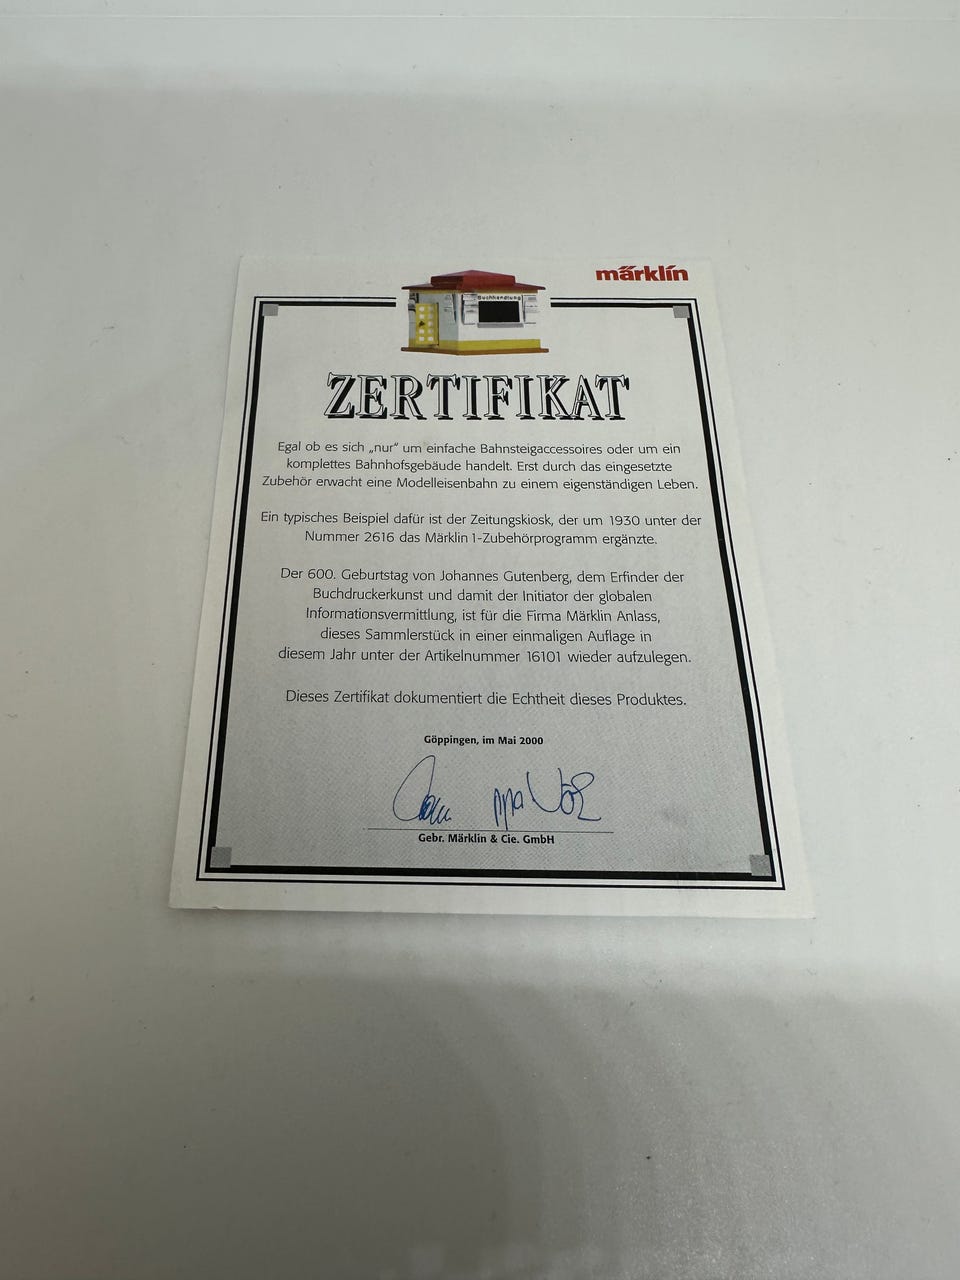 märklin
Buchhandlung
ZERTIFIKAT
Egal ob es sich „nur“ um einfache Bahnsteigaccessoires oder um ein
komplettes Bahnhofsgebäude handelt. Erst durch das eingesetzte
Zubehör erwacht eine Modelleisenbahn zu einem eigenständigen Leben.
Ein typisches Beispiel dafür ist der Zeitungskiosk, der um 1930 unter der
Nummer 2616 das Märklin 1-Zubehörprogramm ergänzte.
Der 600. Geburtstag von Johannes Gutenberg, dem Erfinder der
Buchdruckerkunst und damit der Initiator der globalen
Informationsvermittlung, ist für die Firma Märklin Anlass,
dieses Sammlerstück in einer einmaligen Auflage in
diesem Jahr unter der Artikelnummer 16101 wieder aufzulegen.
Dieses Zertifikat dokumentiert die Echtheit dieses Produktes.
Göppingen, im Mai 2000
Gebr. Märklin & Cie. GmbH